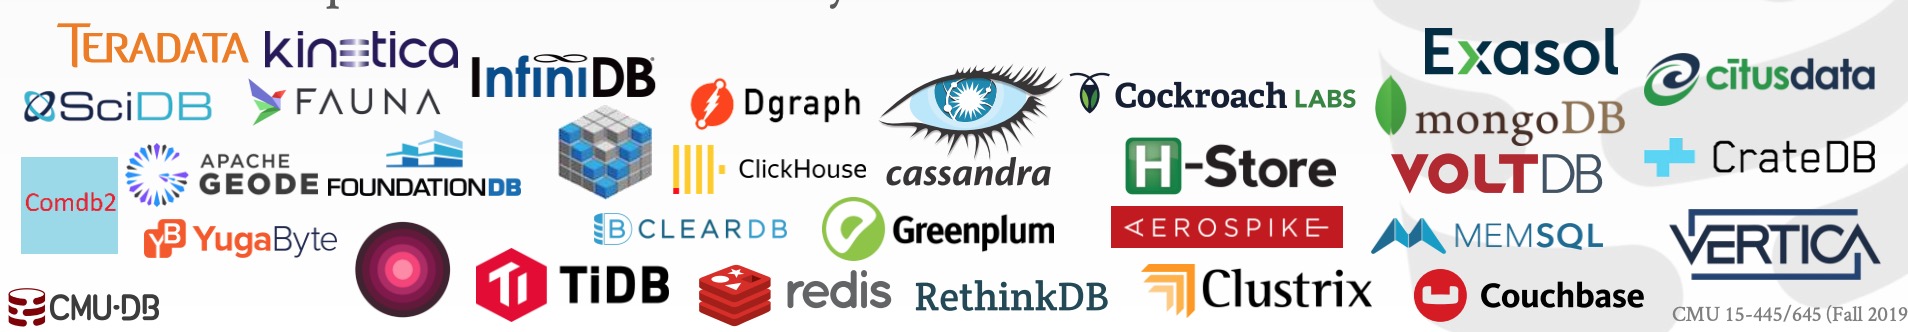 TERADATA
kinetica
InfiniDB
Exasol
SciDB
FAUNA
Dgraph
Cockroach LABS
citusdata
mongoDB
APACHE
GEODE
FOUNDATIONDB
ClickHouse
cassandra
H-Store
VOLTDB
CrateDB
Comdb2
YugaByte
CLEARDB
Greenplum
AEROSPIKE
MEMSQL
VERTICA
TiDB
redis
RethinkDB
Clustrix
Couchbase
CMU·DB
CMU 15-445/645 (Fall 2019